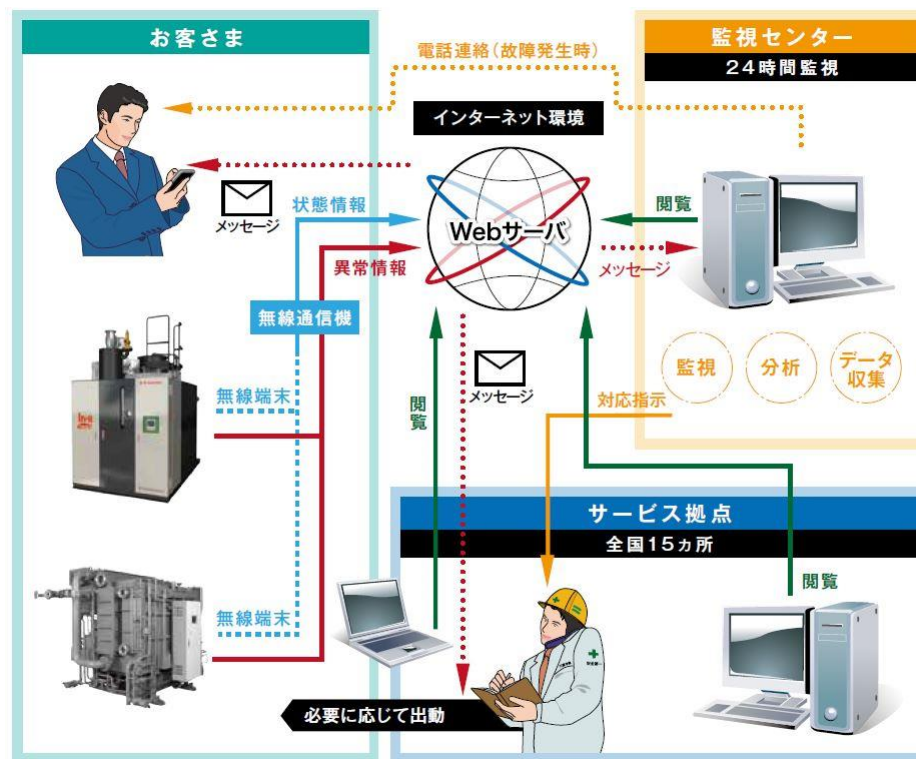 お客さま
電話連絡（故障発生時）
監視センター
24時間監視
インターネット環境
メッセージ
状態情報
異常情報
Webサーバ
閲覧
メッセージ
無線通信機
無線端末
閲覧
メッセージ
監視
分析
データ
収集
対応指示
サービス拠点
全国15ヵ所
無線端末
閲覧
必要に応じて出動